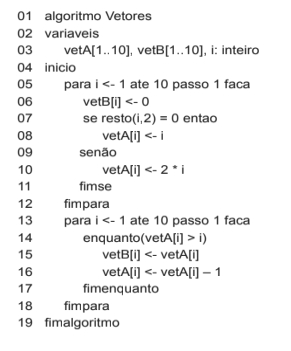 01 algoritmo Vetores
02 variaveis
03 vetA[1..10], vetB[1..10], i: inteiro
04 inicio
05 para i <- 1 ate 10 passo 1 faca
06 vetB[i] <- 0
07 se resto(i,2) = 0 entao
08 vetA[i] <- i
09 senão
10 vetA[i] <- 2 * i
11 fimse
12 fimpara
13 para i <- 1 ate 10 passo 1 faca
14 enquanto(vetA[i] > i)
15 vetB[i] <- vetA[i]
16 vetA[i] <- vetA[i] – 1
17 fimenquanto
18 fimpara
19 fimalgoritmo